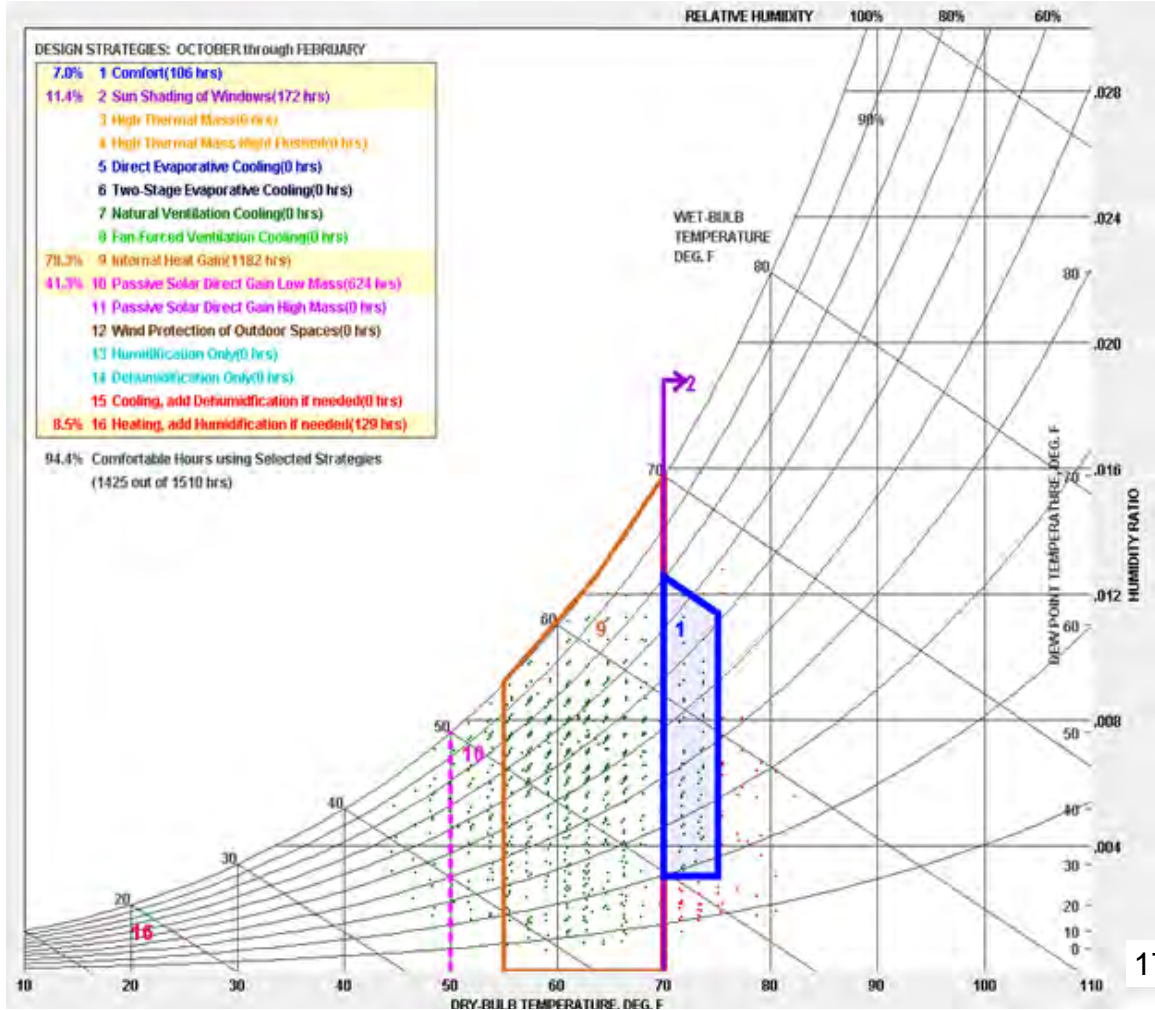 RELATIVE HUMIDITY 100% 80% 60%
DESIGN STRATEGIES: OCTOBER through FEBRUARY
7.0% 1 Comfort(106 hrs)
11.4% 2 Sun Shading of Windows(172 hrs)
3 High Thermal Mass(0 hrs)
4 High Thermal Mass Night Flushed(0 hrs)
5 Direct Evaporative Cooling(0 hrs)
6 Two-Stage Evaporative Cooling(0 hrs)
7 Natural Ventilation Cooling(0 hrs)
8 Fan-Forced Ventilation Cooling(0 hrs)
78.3% 9 Internal Heat Gain(1182 hrs)
41.3% 10 Passive Solar Direct Gain Low Mass(624 hrs)
11 Passive Solar Direct Gain High Mass(0 hrs)
12 Wind Protection of Outdoor Spaces(0 hrs)
13 Humidification Only(0 hrs)
14 Dehumidification Only(0 hrs)
15 Cooling, add Dehumidfication if needed(0 hrs)
8.5% 16 Heating, add Humidification if needed(129 hrs)
94.4% Comfortable Hours using Selected Strategies
(1425 out of 1510 hrs)
90%
WET-BULB
TEMPERATURE
DEG. F
80
70
60
50
40
30
20
2
9
1
10
16
.028
.024
.020
.016
.012
.008
.004
HUMIDITY RATIO
DEW POINT TEMPERATURE, DEG. F
80
70
60
50
40
30
20
10
0
17
10 20 30 40 50 60 70 80 90 100 110
DRY-BULB TEMPERATURE, DEG. F